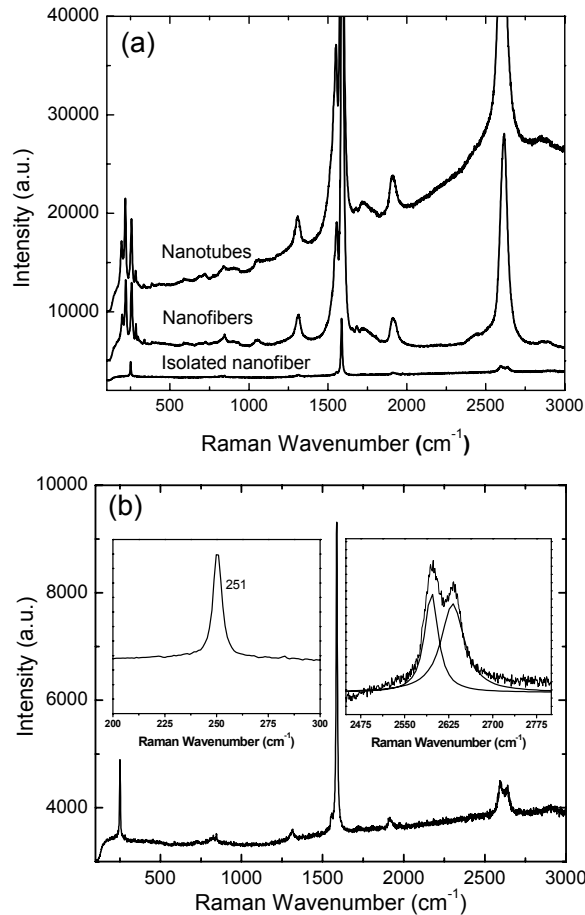 (a)
40000
30000
20000
10000
Intensity (a.u.)
Nanotubes
Nanofibers
Isolated nanofiber
500 1000 1500 2000 2500 3000
Raman Wavenumber (cm⁻¹)
(b)
10000
8000
6000
4000
Intensity (a.u.)
251
200 225 250 275 300
Raman Wavenumber (cm⁻¹)
2475 2550 2625 2700 2775
Raman Wavenumber (cm⁻¹)
500 1000 1500 2000 2500 3000
Raman Wavenumber (cm⁻¹)